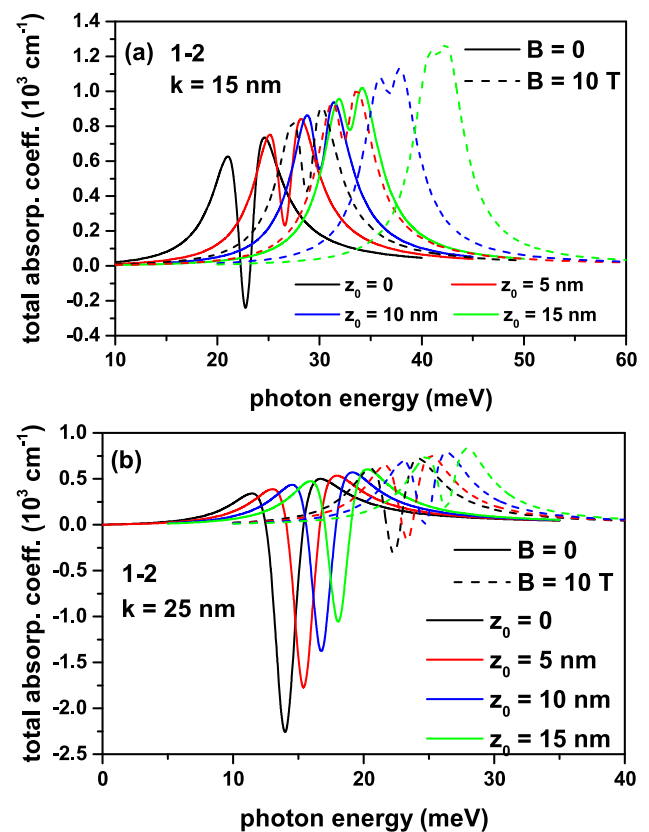 (a)
1-2
k = 15 nm
B = 0
B = 10 T
total absorp. coeff. (10³ cm⁻¹)
1.4
1.2
1.0
0.8
0.6
0.4
0.2
0.0
-0.2
-0.4
z₀ = 0
z₀ = 5 nm
z₀ = 10 nm
z₀ = 15 nm
10 20 30 40 50 60
photon energy (meV)
(b)
1-2
k = 25 nm
B = 0
B = 10 T
z₀ = 0
z₀ = 5 nm
z₀ = 10 nm
z₀ = 15 nm
total absorp. coeff. (10³ cm⁻¹)
1.0
0.5
0.0
-0.5
-1.0
-1.5
-2.0
-2.5
0 10 20 30 40
photon energy (meV)